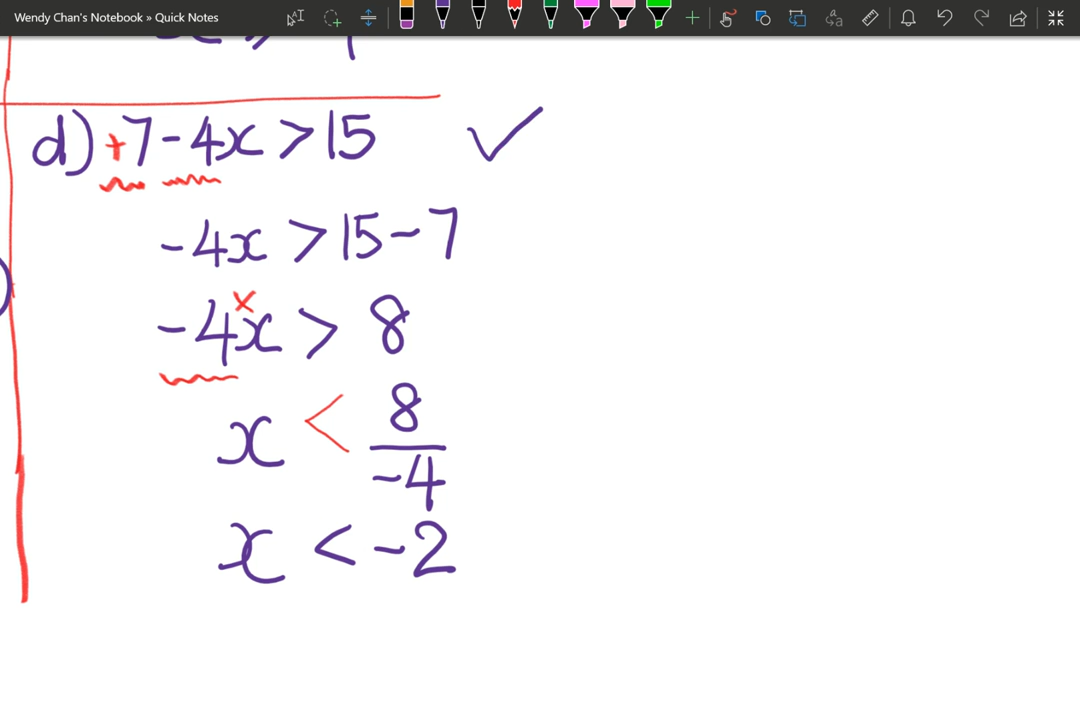 Wendy Chan's Notebook » Quick Notes
d) +7 - 4x > 15 ✓
-4x > 15 - 7
×
-4x > 8
x < 8/-4
x < -2